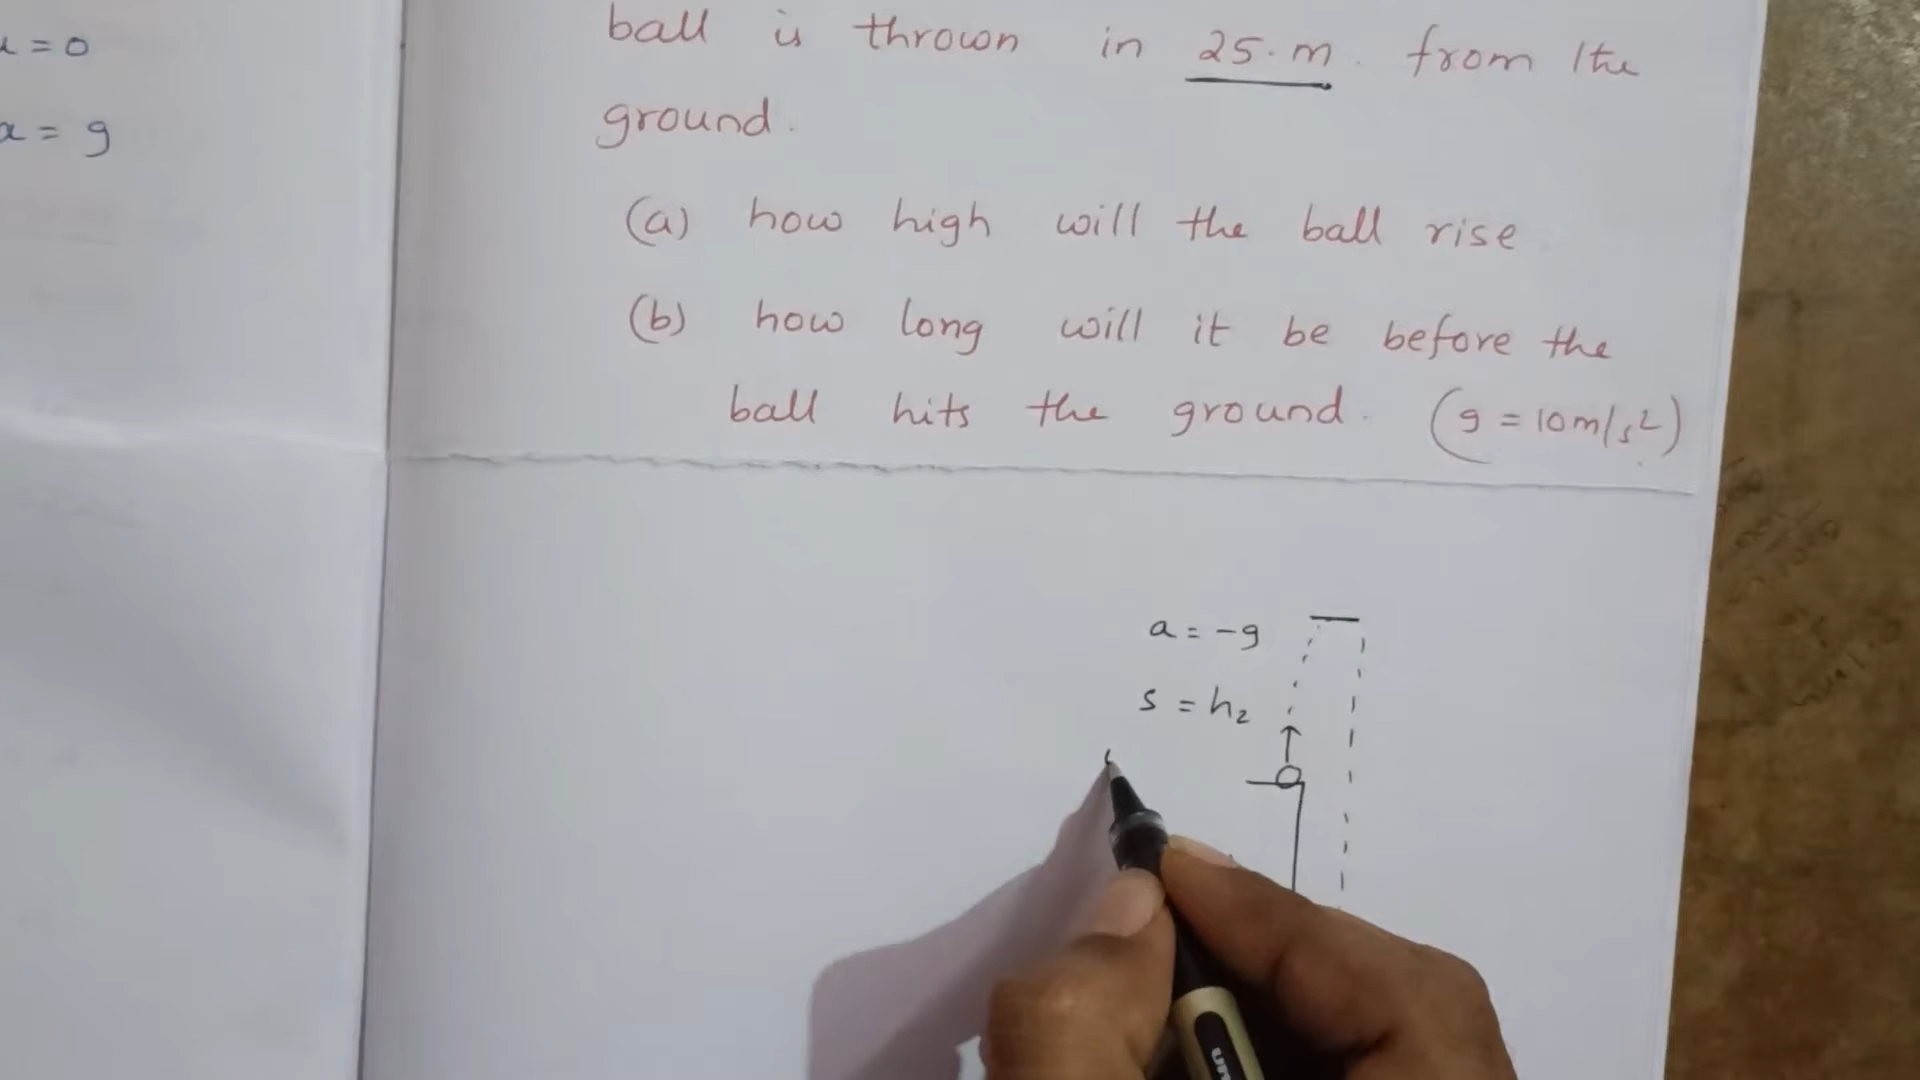 = 0
a = g
ball is thrown in 25.m. from the
ground.
(a) how high will the ball rise
(b) how long will it be before the
ball hits the ground. (g = 10m/s²)
a = -g
s = h₂